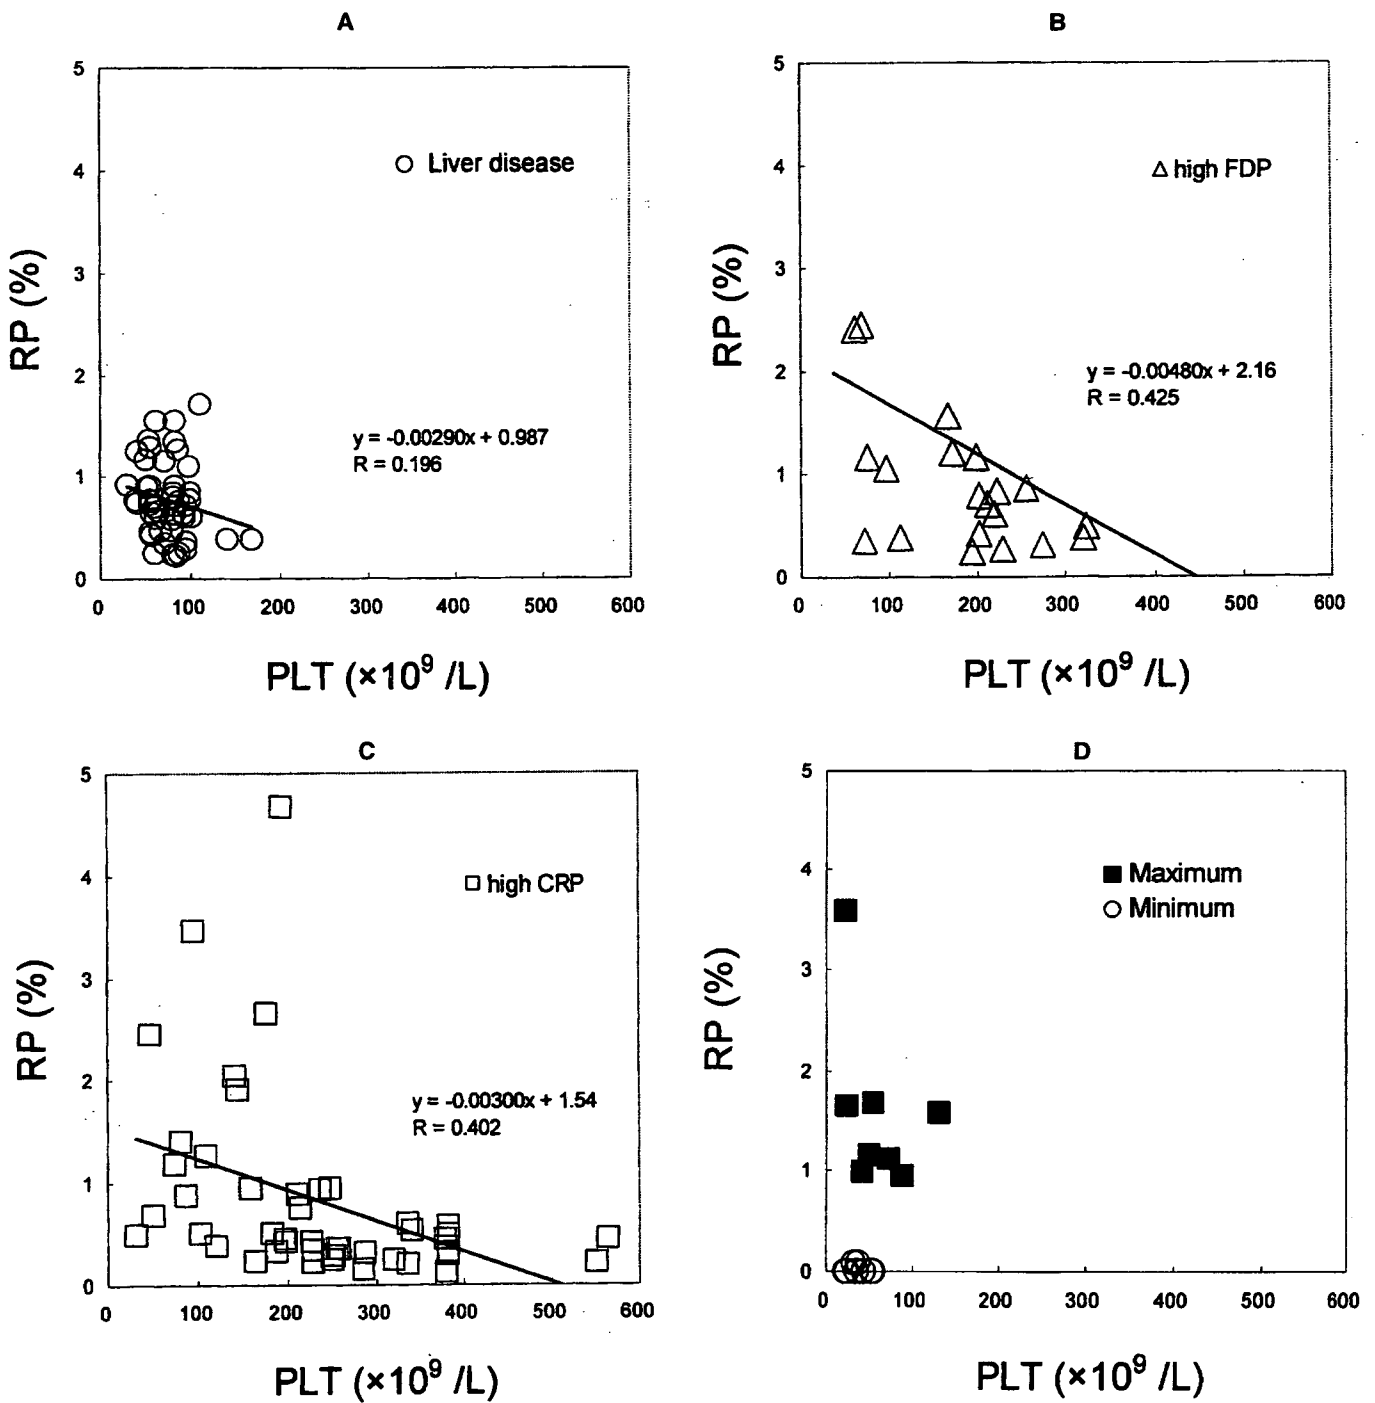 A
5
4
3
2
1
0
RP (%)
○ Liver disease
y = -0.00290x + 0.987
R = 0.196
0 100 200 300 400 500 600
PLT (×10⁹ /L)
B
5
4
3
2
1
0
RP (%)
△ high FDP
y = -0.00480x + 2.16
R = 0.425
0 100 200 300 400 500 600
PLT (×10⁹ /L)
C
5
4
3
2
1
0
RP (%)
□ high CRP
y = -0.00300x + 1.54
R = 0.402
0 100 200 300 400 500 600
PLT (×10⁹ /L)
D
5
4
3
2
1
0
RP (%)
■ Maximum
○ Minimum
0 100 200 300 400 500 600
PLT (×10⁹ /L)